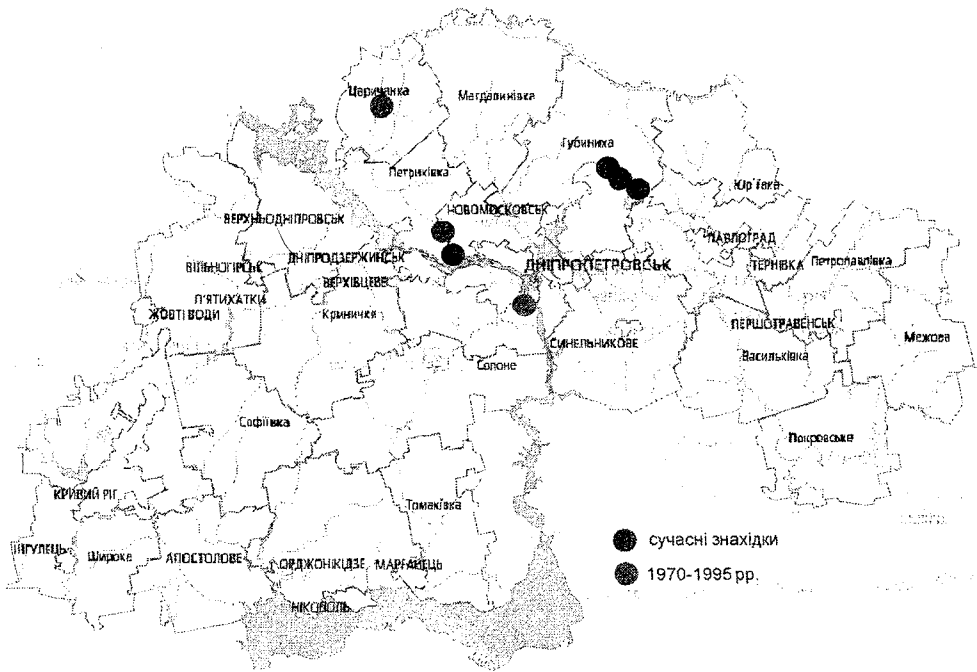 Царичанка
Магдалинівка
Губиниха
Петриківка
Юр'ївка
НОВОМОСКОВСЬК
ВЕРХНЬОДНІПРОВСЬК
ПАВЛОГРАД
ДНІПРОДЗЕРЖИНСЬК
ДНІПРОПЕТРОВСЬК
ВІЛЬНОГІРСЬК
ТЕРНІВКА
Петропавлівка
ВЕРХІВЦЕВЕ
П'ЯТИХАТКИ
ЖОВТІ ВОДИ
Кринички
ПЕРШОТРАВЕНСЬК
СИНЕЛЬНИКОВЕ
Межова
Васильківка
Солоне
Софіївка
Покровське
КРИВИЙ РІГ
Томаківка
сучасні знахідки
ІНГУЛЕЦЬ
Широке
АПОСТОЛОВЕ
ОРДЖОНІКІДЗЕ
МАРГАНЕЦЬ
1970-1995 рр.
НІКОПОЛЬ